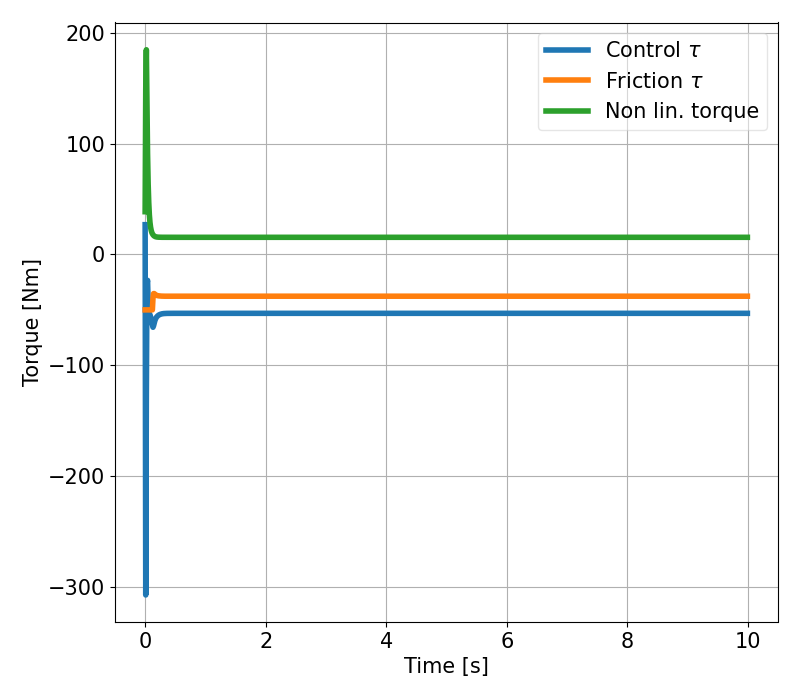 200
100
0
−100
−200
−300
Torque [Nm]
Control τ
Friction τ
Non lin. torque
0 2 4 6 8 10
Time [s]